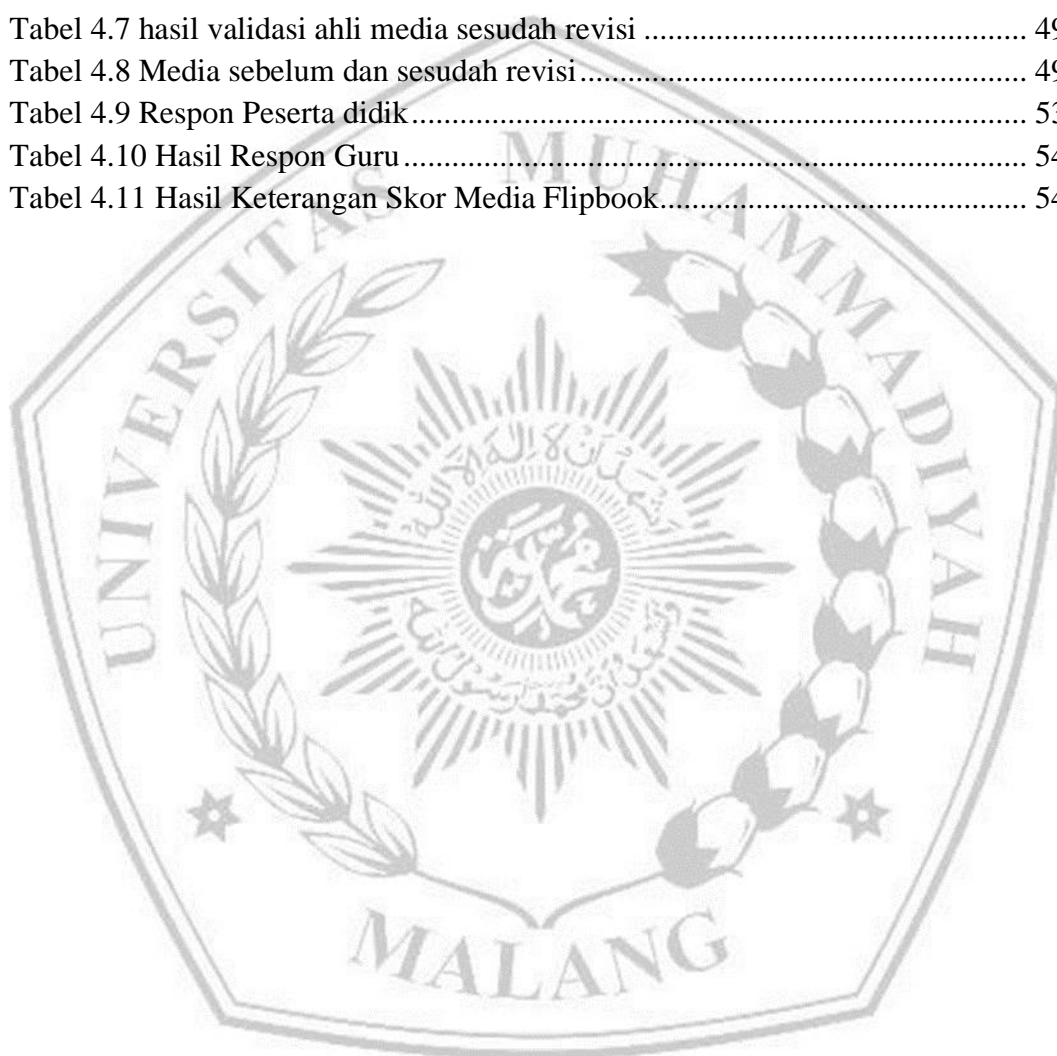 Tabel 4.7 hasil validasi ahli media sesudah revisi ................................................ 49
Tabel 4.8 Media sebelum dan sesudah revisi ........................................................ 49
Tabel 4.9 Respon Peserta didik ............................................................................. 53
Tabel 4.10 Hasil Respon Guru .............................................................................. 54
Tabel 4.11 Hasil Keterangan Skor Media Flipbook .............................................. 54
UNIVERSITAS MUHAMMADIYAH
MALANG